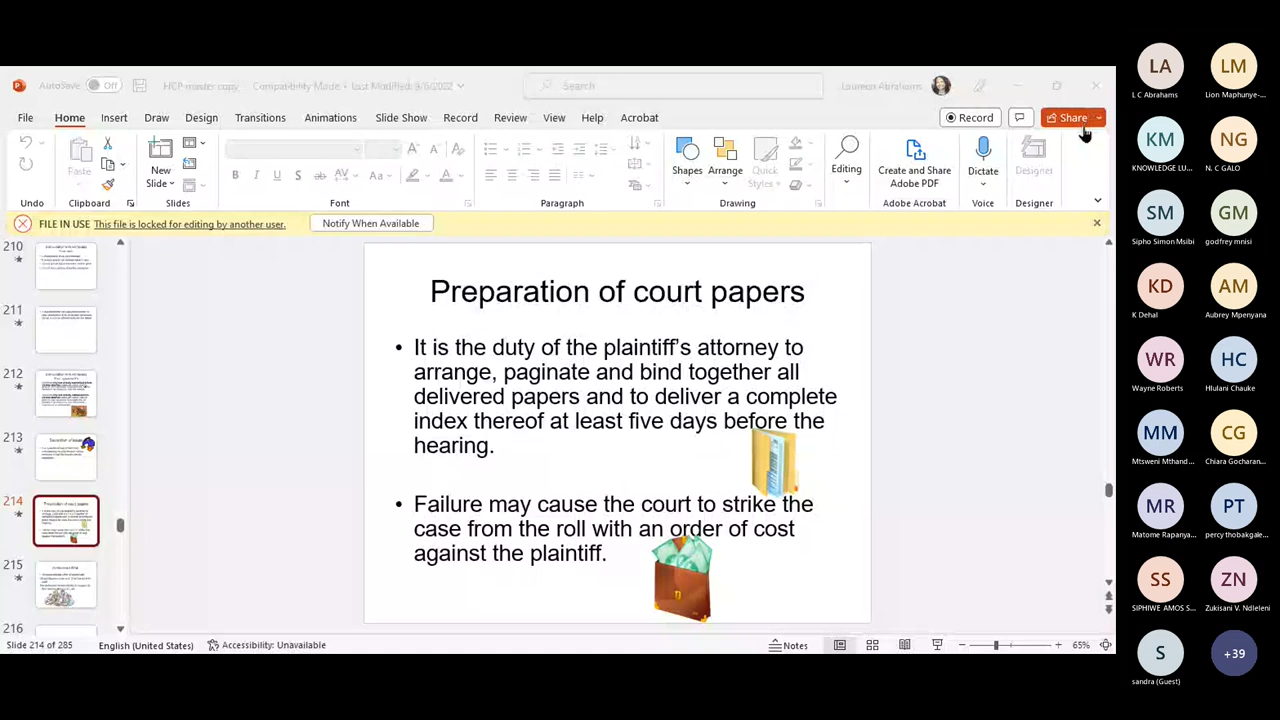 AutoSave Off HCP master copy Compatibility Mode • Last Modified: 9/6/2022 Search Laureen Abrahams
File Home Insert Draw Design Transitions Animations Slide Show Record Review View Help Acrobat Record Share
Paste New Slide Shapes Arrange Quick Styles Editing Create and Share Adobe PDF Dictate Designer
Undo Clipboard Slides Font Paragraph Drawing Adobe Acrobat Voice Designer
FILE IN USE This file is locked for editing by another user. Notify When Available
210
211
212
213
214
215
216
Preparation of court papers
• It is the duty of the plaintiff's attorney to
arrange, paginate and bind together all
delivered papers and to deliver a complete
index thereof at least five days before the
hearing.
• Failure may cause the court to strike the
case from the roll with an order of cost
against the plaintiff.
Slide 214 of 285 English (United States) Accessibility: Unavailable Notes 65%
LA LM
L C Abrahams Lion Maphunye-...
KM NG
KNOWLEDGE LU... N. C GALO
SM GM
Sipho Simon Msibi godfrey mnisi
KD AM
K Dehal Aubrey Mpenyana
WR HC
Wayne Roberts Hlulani Chauke
MM CG
Mtsweni Mthand... Chiara Gocharan...
MR PT
Matome Rapanya... percy thobakgale...
SS ZN
SIPHIWE AMOS S... Zukisani V. Ndleleni
S +39
sandra (Guest)